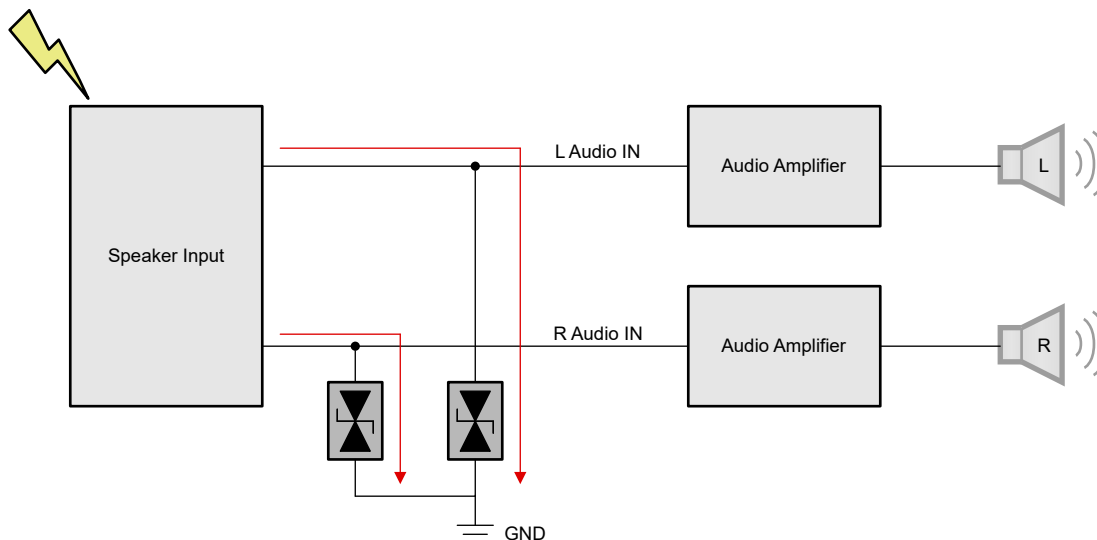 L Audio IN
Audio Amplifier
L
Speaker Input
R Audio IN
Audio Amplifier
R
GND